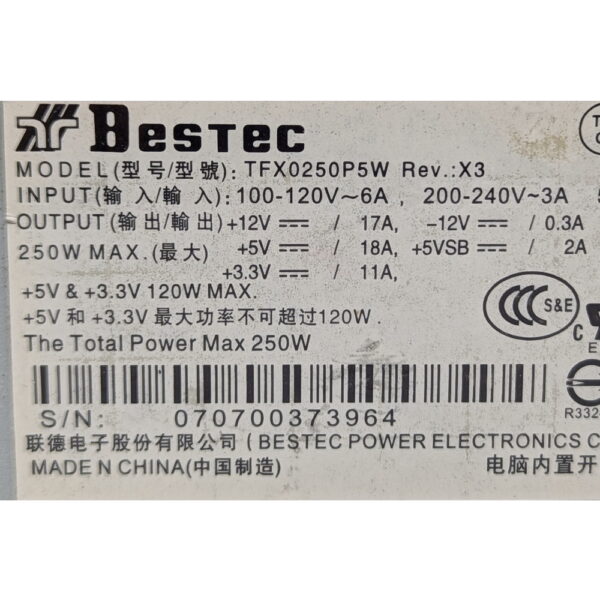 BESTEC
MODEL(型号/型號): TFX0250P5W Rev.:X3
INPUT(输入/輸入): 100-120V~6A , 200-240V~3A
OUTPUT(输出/輸出) +12V ⎓ / 17A, -12V ⎓ / 0.3A
250W MAX.(最大) +5V ⎓ / 18A, +5VSB ⎓ / 2A
+3.3V ⎓ / 11A,
+5V & +3.3V 120W MAX.
+5V 和 +3.3V 最大功率不可超过120W .
The Total Power Max 250W
CCC S&E
S/N: 070700373964
R332
联德电子股份有限公司 ( BESTEC POWER ELECTRONICS C
MADE IN CHINA(中国制造) 电脑内置开